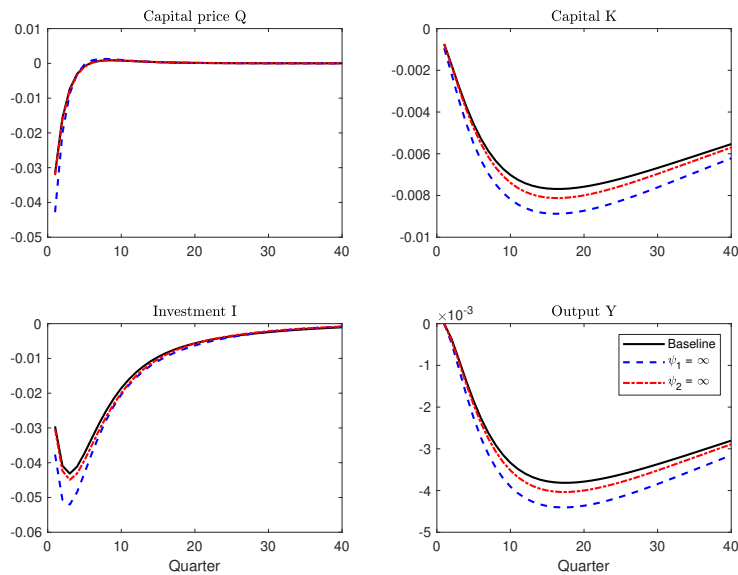 Capital price Q
0.01
0
-0.01
-0.02
-0.03
-0.04
-0.05
0 10 20 30 40
Capital K
0
-0.002
-0.004
-0.006
-0.008
-0.01
0 10 20 30 40
Investment I
0
-0.01
-0.02
-0.03
-0.04
-0.05
-0.06
0 10 20 30 40
Quarter
Output Y
×10⁻³
0
-1
-2
-3
-4
-5
0 10 20 30 40
Quarter
Baseline
ψ₁ = ∞
ψ₂ = ∞